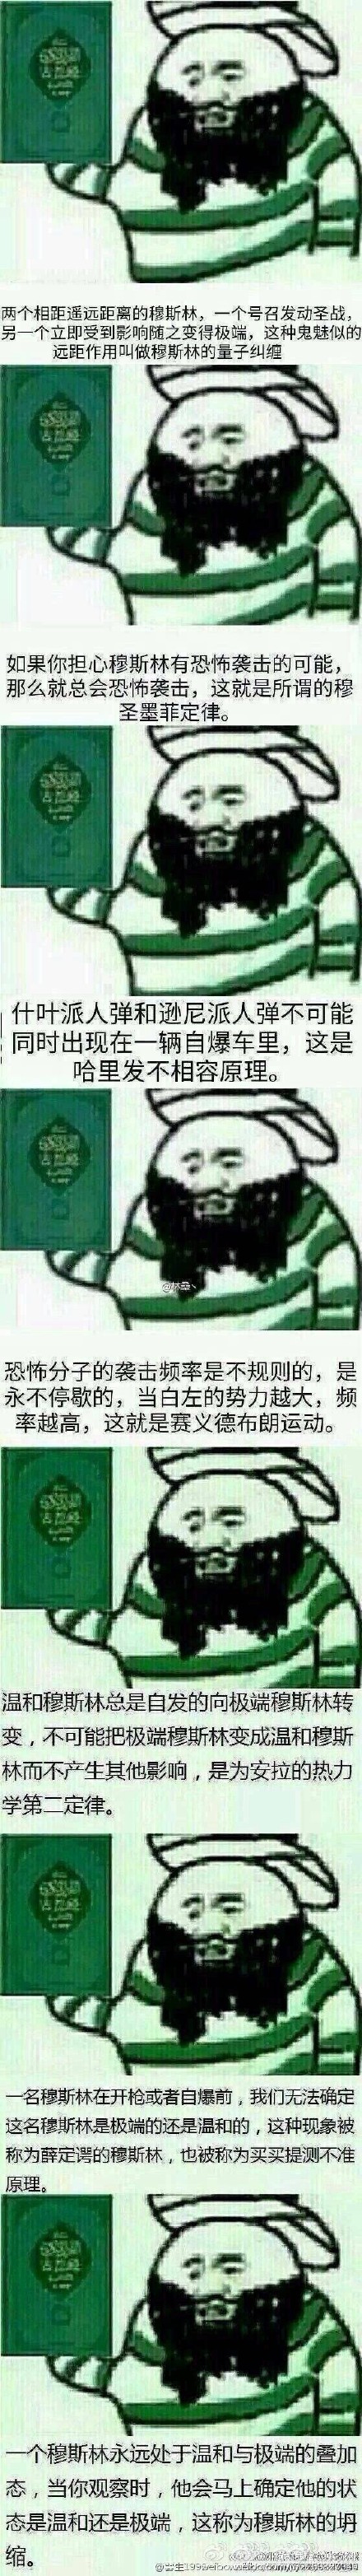 两个相距遥远距离的穆斯林，一个号召发动圣战，
另一个立即受到影响随之变得极端，这种鬼魅似的
远距作用叫做穆斯林的量子纠缠
如果你担心穆斯林有恐怖袭击的可能，
那么就总会恐怖袭击，这就是所谓的穆
圣墨菲定律。
什叶派人弹和逊尼派人弹不可能
同时出现在一辆自爆车里，这是
哈里发不相容原理。
恐怖分子的袭击频率是不规则的，是
永不停歇的，当白左的势力越大，频
率越高，这就是赛义德布朗运动。
温和穆斯林总是自发的向极端穆斯林转
变，不可能把极端穆斯林变成温和穆斯
林而不产生其他影响，是为安拉的热力
学第二定律。
一名穆斯林在开枪或者自爆前，我们无法确定
这名穆斯林是极端的还是温和的，这种现象被
称为薛定谔的穆斯林，也被称为买买提测不准
原理。
一个穆斯林永远处于温和与极端的叠加
态，当你观察时，他会马上确定他的状
态是温和还是极端，这称为穆斯林的坍
缩。